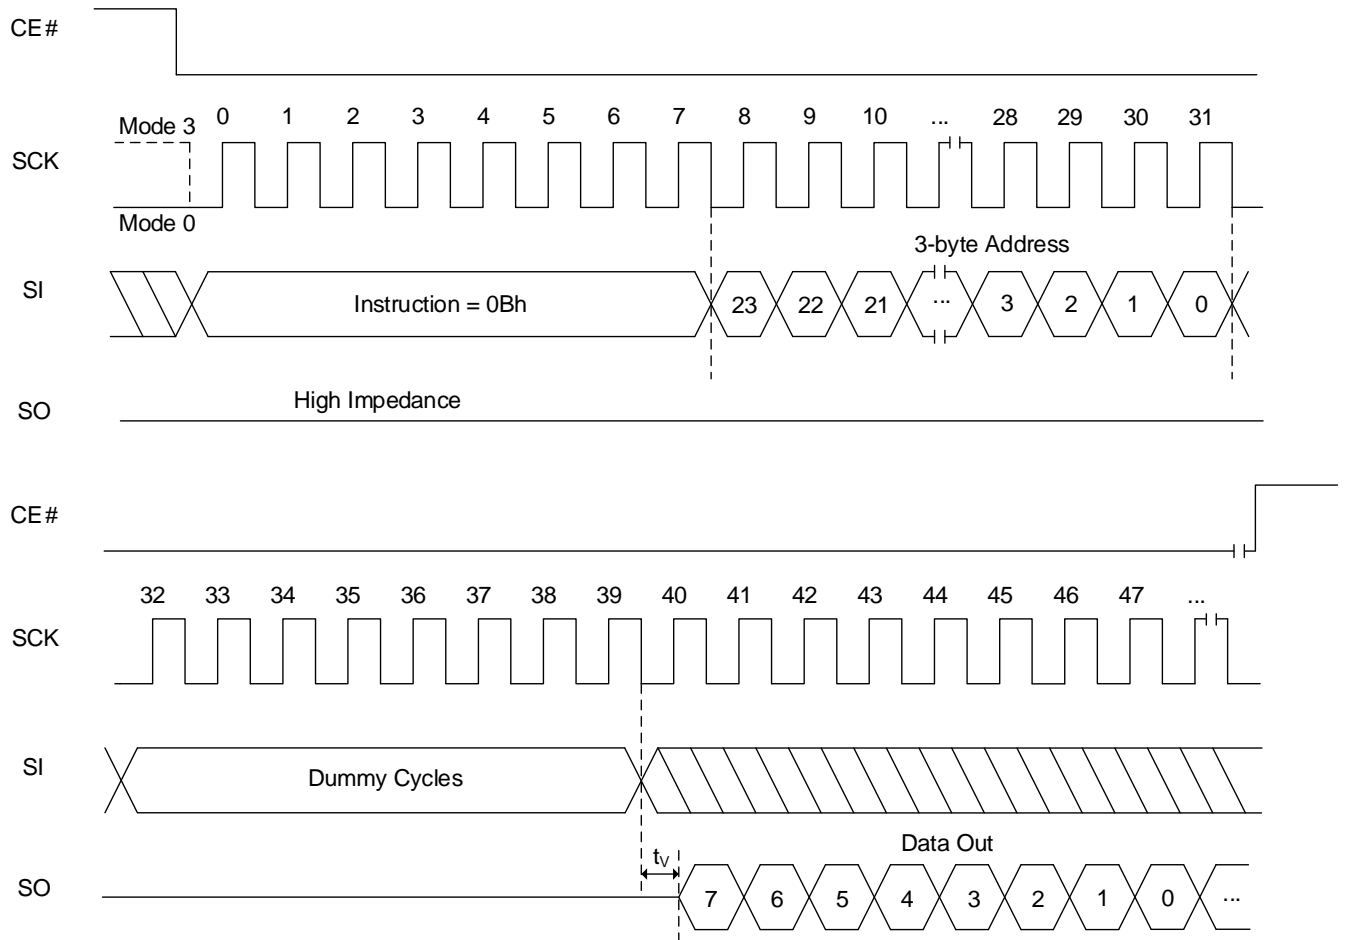 CE#
Mode 3 0 1 2 3 4 5 6 7 8 9 10 ... 28 29 30 31
SCK
Mode 0
3-byte Address
SI Instruction = 0Bh 23 22 21 ... 3 2 1 0
High Impedance
SO
CE#
32 33 34 35 36 37 38 39 40 41 42 43 44 45 46 47 ...
SCK
SI Dummy Cycles
Data Out
tV
SO 7 6 5 4 3 2 1 0 ...